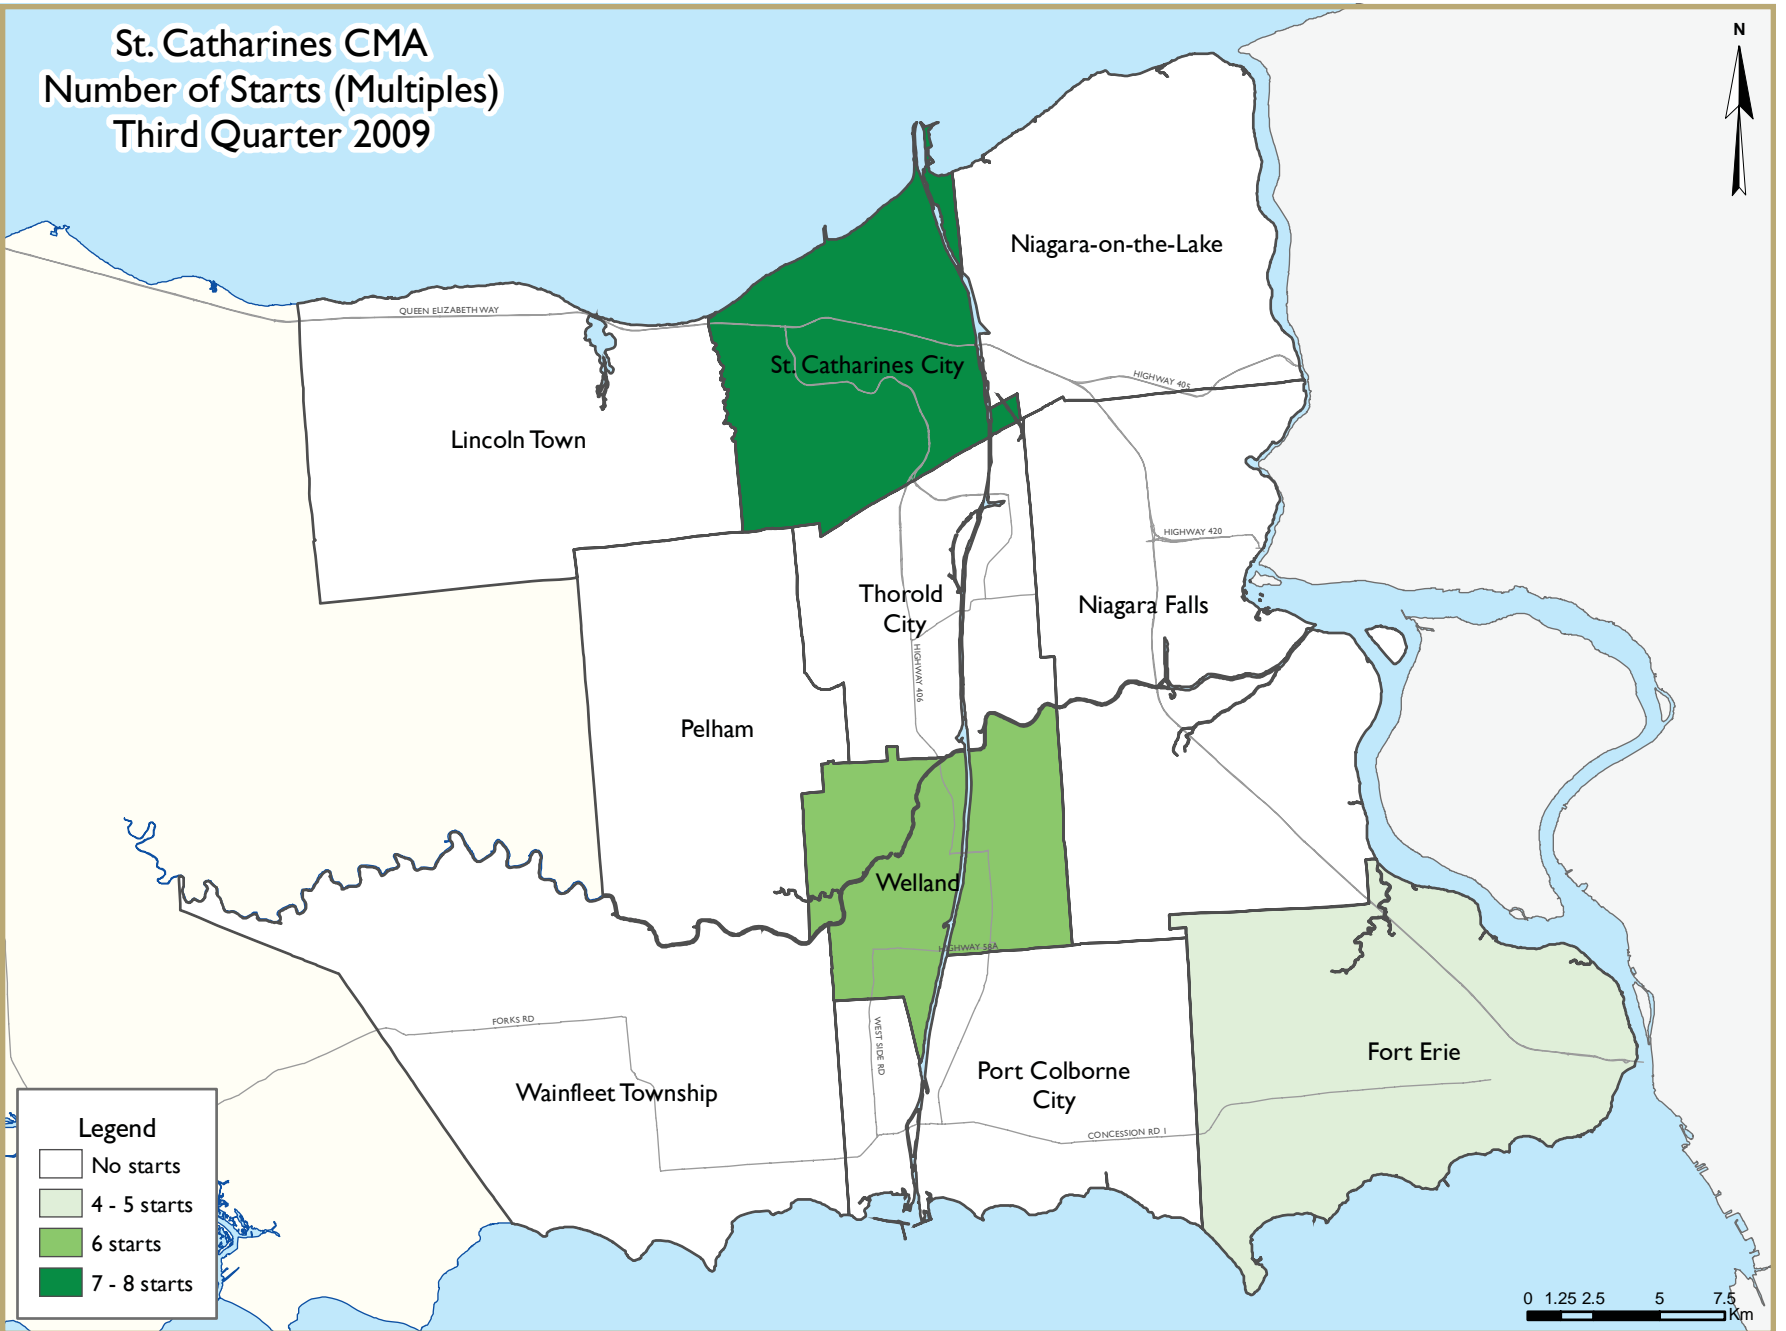 St. Catharines CMA
Number of Starts (Multiples)
Third Quarter 2009
N
Niagara-on-the-Lake
QUEEN ELIZABETH WAY
St. Catharines City
HIGHWAY 405
Lincoln Town
HIGHWAY 420
Thorold
City
Niagara Falls
HIGHWAY 406
Pelham
Welland
HIGHWAY 58A
FORKS RD
WEST SIDE RD
Fort Erie
Port Colborne
City
Wainfleet Township
CONCESSION RD 1
Legend
No starts
4 - 5 starts
6 starts
7 - 8 starts
0 1.25 2.5 5 7.5
Km